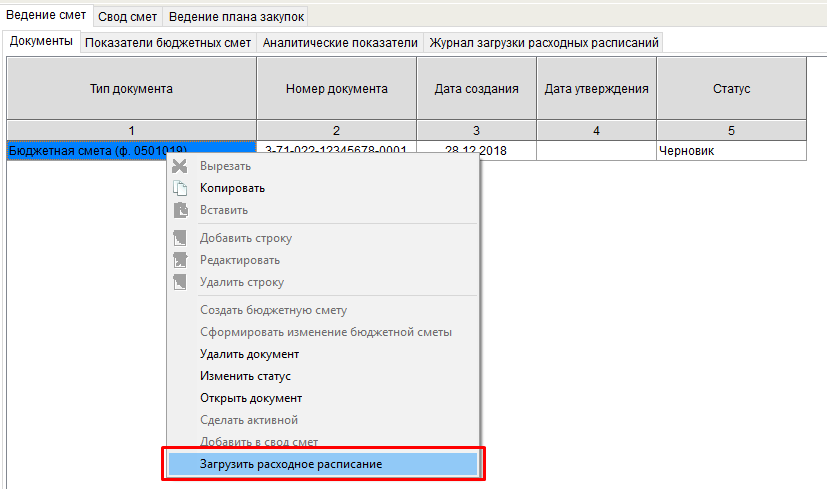 Ведение смет Свод смет Ведение плана закупок
Документы Показатели бюджетных смет Аналитические показатели Журнал загрузки расходных расписаний
Тип документа Номер документа Дата создания Дата утверждения Статус
1 2 3 4 5
Бюджетная смета (ф. 0501019) 3-71-022-12345678-0001 28.12.2018 Черновик
Вырезать
Копировать
Вставить
Добавить строку
Редактировать
Удалить строку
Создать бюджетную смету
Сформировать изменение бюджетной сметы
Удалить документ
Изменить статус
Открыть документ
Сделать активной
Добавить в свод смет
Загрузить расходное расписание